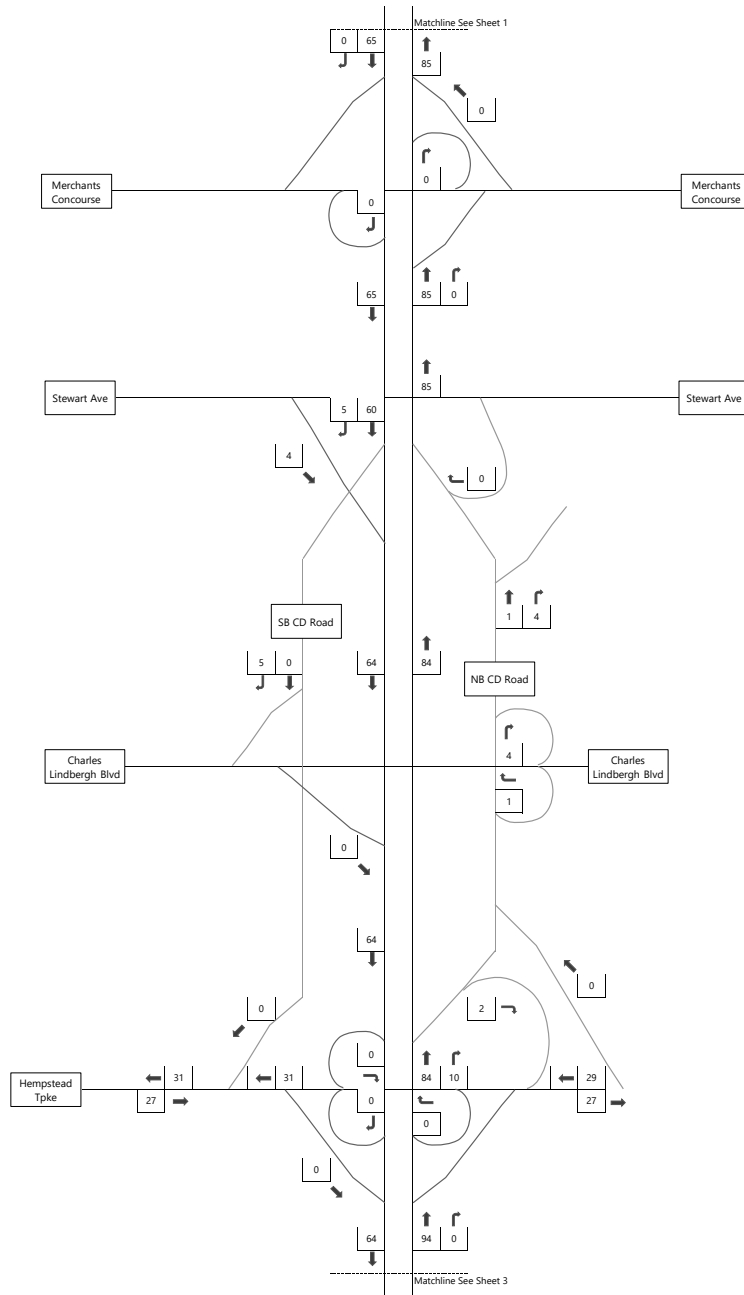 Matchline See Sheet 1
0 65
85
0
0
Merchants
Concourse
Merchants
Concourse
0
65
85 0
85
Stewart Ave
Stewart Ave
5 60
4
0
1 4
SB CD Road
5 0
64
84
NB CD Road
4
Charles
Lindbergh Blvd
Charles
Lindbergh Blvd
1
0
64
0
0
2
0
31
31
84 10
29
Hempstead
Tpke
27
0
0
27
0
64
94 0
Matchline See Sheet 3